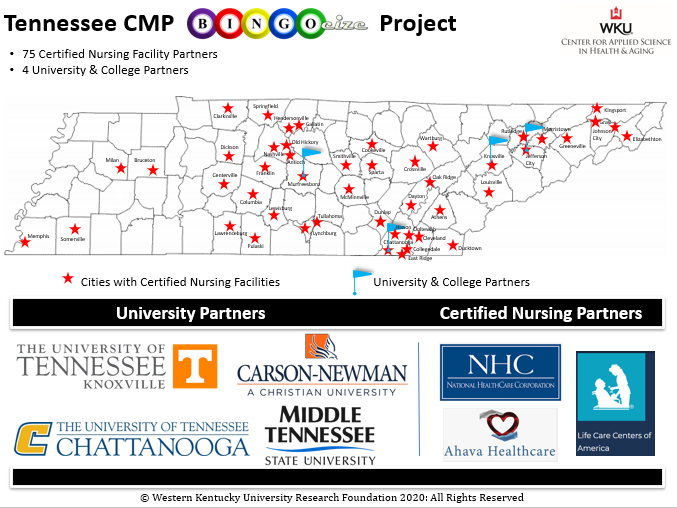 Tennessee CMP BINGOcize Project
WKU
CENTER FOR APPLIED SCIENCE
IN HEALTH & AGING
• 75 Certified Nursing Facility Partners
• 4 University & College Partners
Springfield
Clarksville
Hendersonville
Gallatin
Kingsport
Johnson
City
Elizabethton
Morristown
Greeneville
Jefferson
City
Knoxville
Wartburg
Old Hickory
Nashville
Antioch
Dickson
Cookeville
Smithville
Sparta
Crossville
Oak Ridge
Louisville
Milan
Bruceton
Centerville
Franklin
Murfreesboro
McMinnville
Columbia
Lewisburg
Tullahoma
Lynchburg
Dunlap
Dayton
Athens
Memphis
Somerville
Lawrenceburg
Pulaski
Hixson
Chattanooga
Cleveland
Collegedale
East Ridge
Ducktown
Cities with Certified Nursing Facilities
University & College Partners
University Partners
Certified Nursing Partners
THE UNIVERSITY OF
TENNESSEE
KNOXVILLE
T
CARSON-NEWMAN
A CHRISTIAN UNIVERSITY
NHC
NATIONAL HEALTHCARE CORPORATION
C
THE UNIVERSITY OF TENNESSEE
CHATTANOOGA
MIDDLE
TENNESSEE
STATE UNIVERSITY
Ahava Healthcare
Life Care Centers of
America
© Western Kentucky University Research Foundation 2020: All Rights Reserved